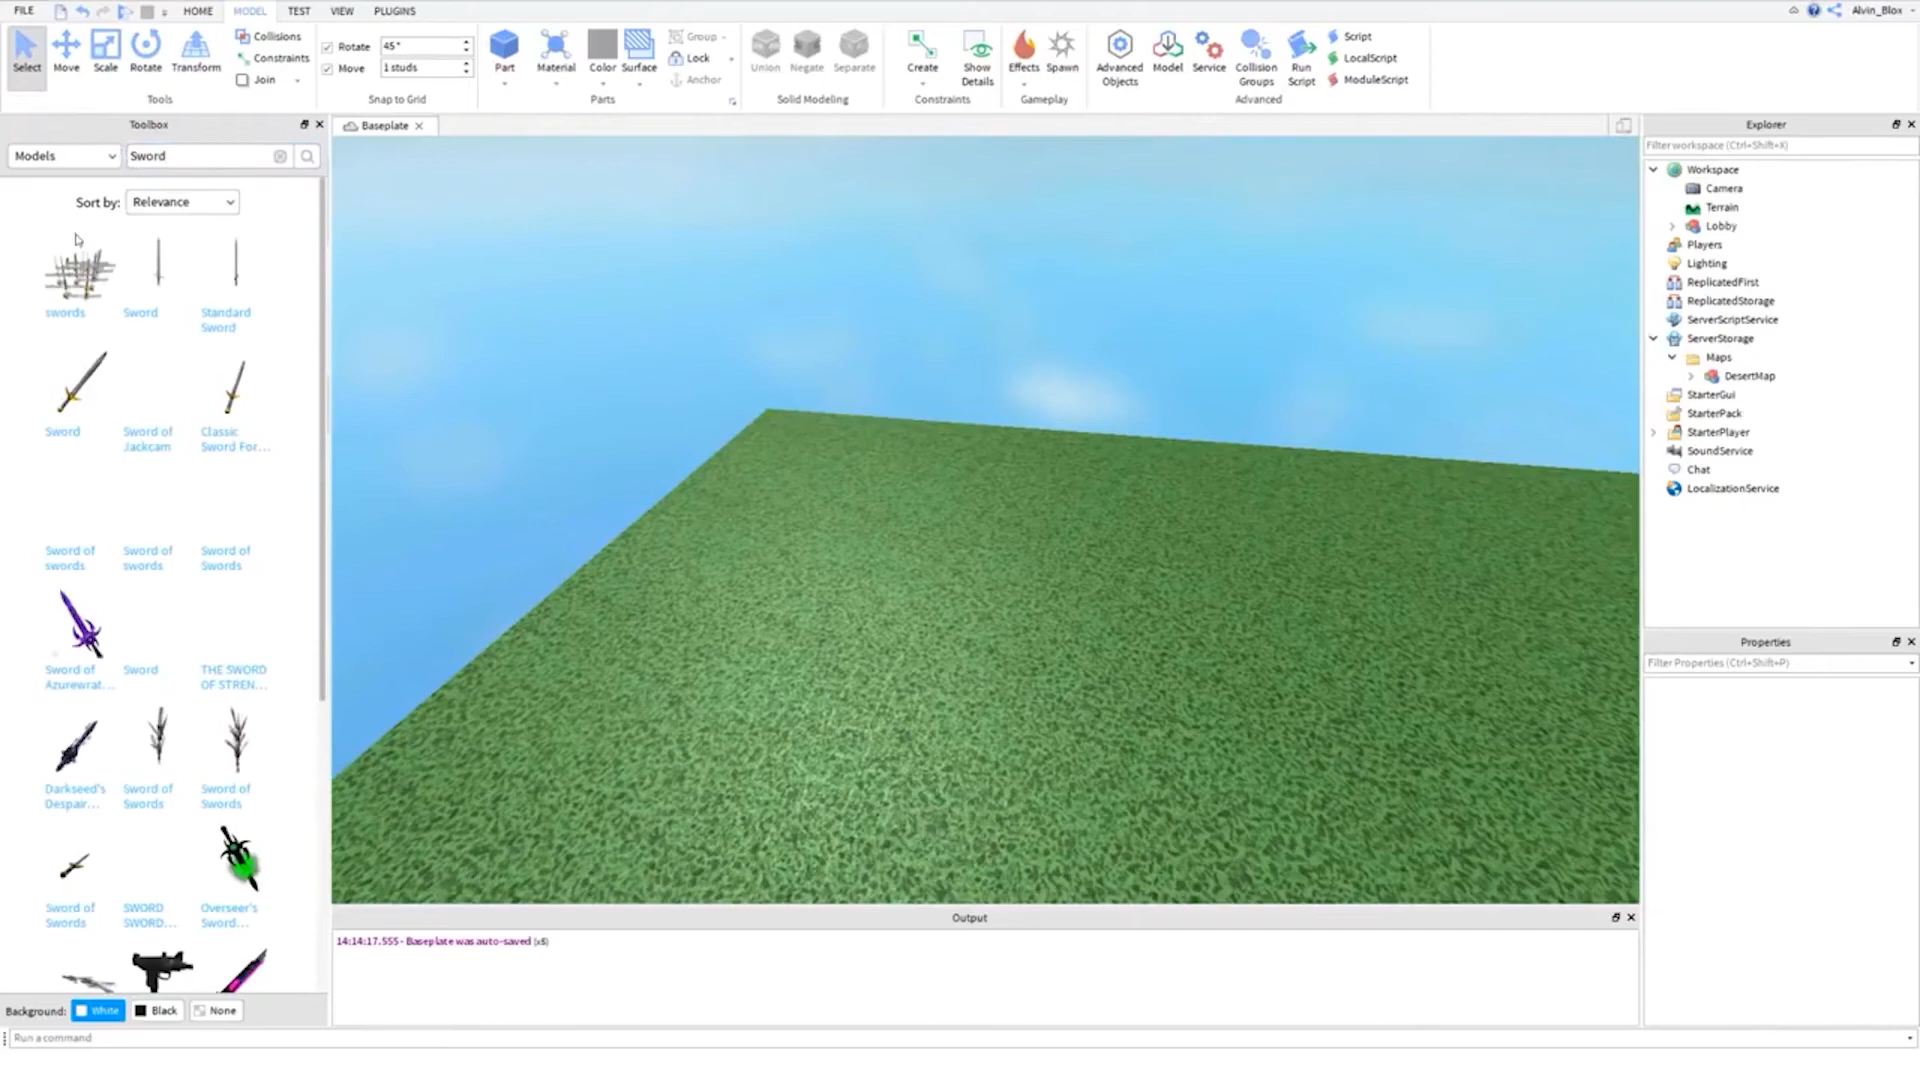 FILE HOME MODEL TEST VIEW PLUGINS Alvin_Blox
Select Move Scale Rotate Transform
Collisions
Constraints
Join
Tools
Rotate 45°
Move 1 studs
Snap to Grid
Part Material Color Surface
Group
Lock
Anchor
Parts
Union Negate Separate
Solid Modeling
Create Show Details
Constraints
Effects Spawn
Gameplay
Advanced Objects Model Service Collision Groups Run Script
Script
LocalScript
ModuleScript
Advanced
Toolbox
Models Sword
Sort by: Relevance
swords Sword Standard Sword
Sword Sword of Jackcam Classic Sword For...
Sword of swords Sword of swords Sword of Swords
Sword of Azurewrat... Sword THE SWORD OF STREN...
Darkseed's Despair... Sword of Swords Sword of Swords
Sword of Swords SWORD SWORD... Overseer's Sword...
Background: White Black None
Run a command
Baseplate
Output
14:14:17.555 - Baseplate was auto-saved (x5)
Explorer
Filter workspace (Ctrl+Shift+X)
Workspace
Camera
Terrain
Lobby
Players
Lighting
ReplicatedFirst
ReplicatedStorage
ServerScriptService
ServerStorage
Maps
DesertMap
StarterGui
StarterPack
StarterPlayer
SoundService
Chat
LocalizationService
Properties
Filter Properties (Ctrl+Shift+P)